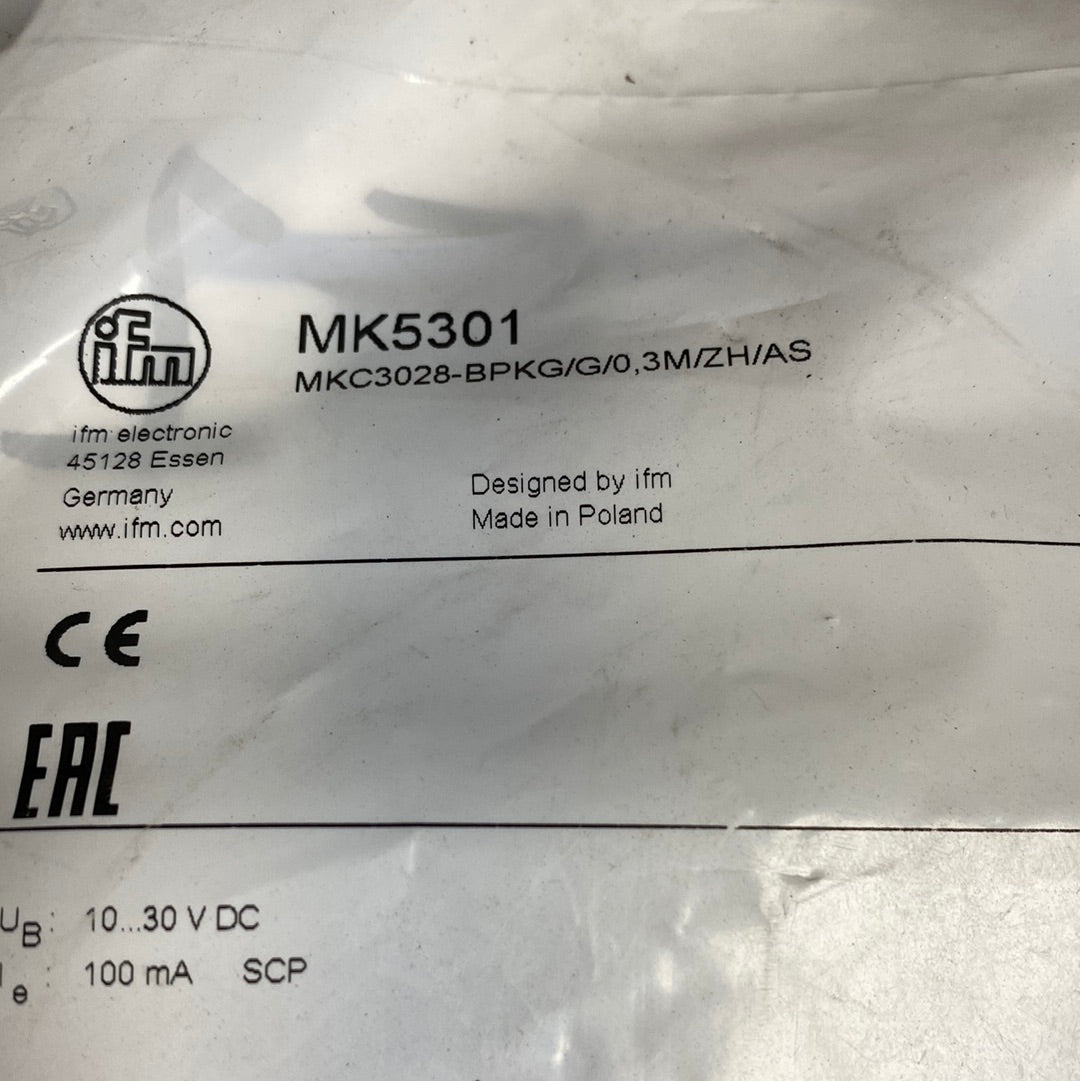 ifm
MK5301
MKC3028-BPKG/G/0,3M/ZH/AS
ifm electronic
45128 Essen
Germany
www.ifm.com
Designed by ifm
Made in Poland
CE
EAC
UB: 10...30 V DC
Ie: 100 mA SCP